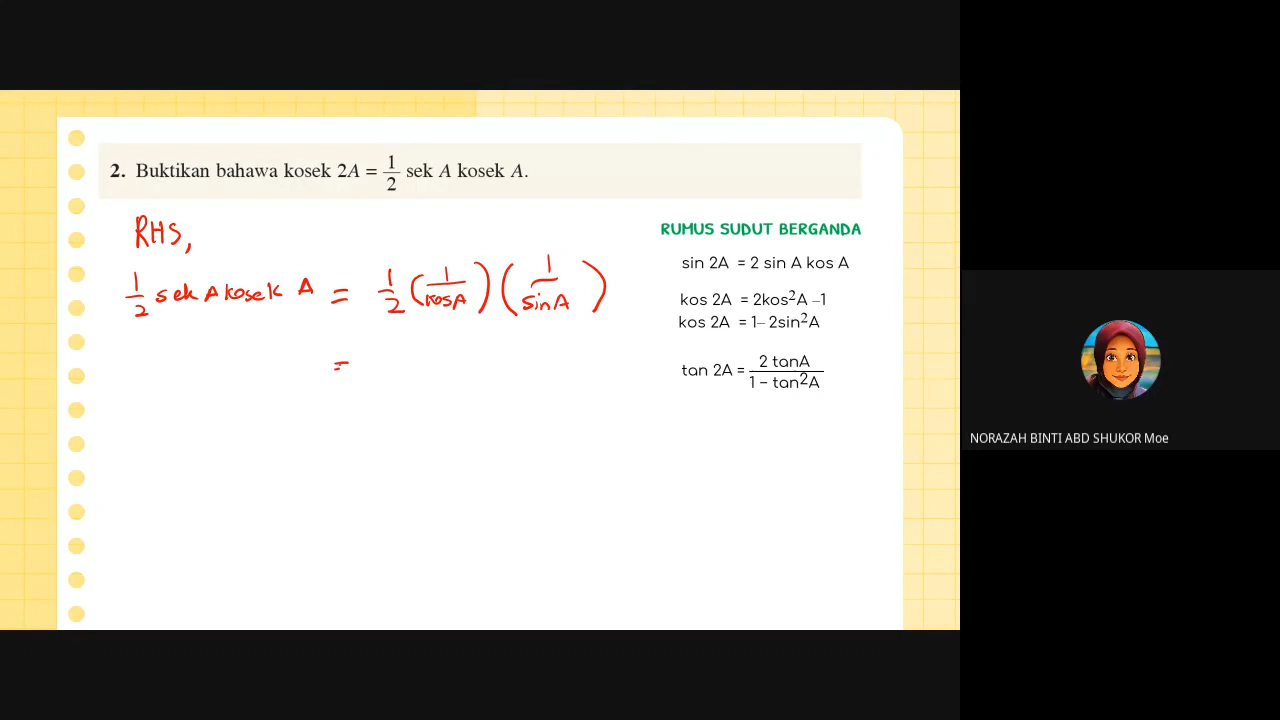 2. Buktikan bahawa kosek 2A = 1/2 sek A kosek A.
RHS,
1/2 sek A kosek A = 1/2 (1/kosA) (1/sinA)
=
RUMUS SUDUT BERGANDA
sin 2A = 2 sin A kos A
kos 2A = 2kos²A –1
kos 2A = 1– 2sin²A
tan 2A = 2 tanA / 1 – tan²A
NORAZAH BINTI ABD SHUKOR Moe